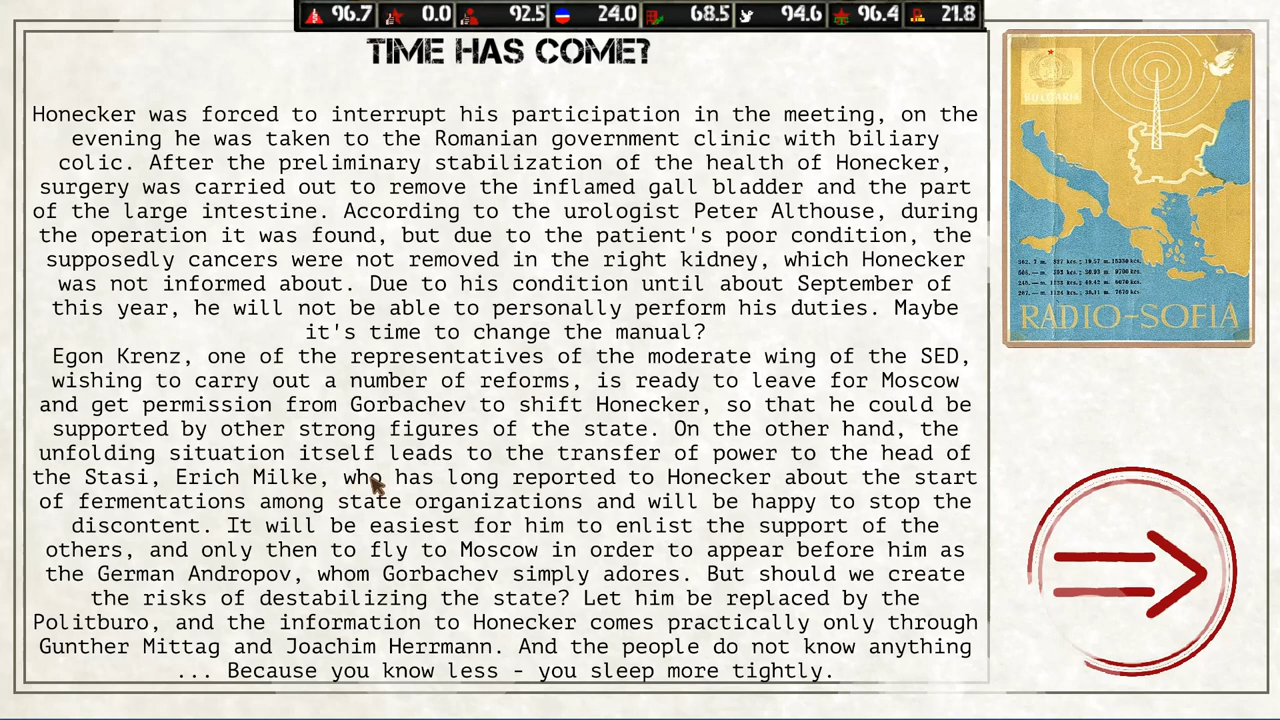 96.7 0.0 92.5 24.0 68.5 94.6 96.4 21.8
TIME HAS COME?
Honecker was forced to interrupt his participation in the meeting, on the
evening he was taken to the Romanian government clinic with biliary
colic. After the preliminary stabilization of the health of Honecker,
surgery was carried out to remove the inflamed gall bladder and the part
of the large intestine. According to the urologist Peter Althouse, during
the operation it was found, but due to the patient's poor condition, the
supposedly cancers were not removed in the right kidney, which Honecker
was not informed about. Due to his condition until about September of
this year, he will not be able to personally perform his duties. Maybe
it's time to change the manual?
Egon Krenz, one of the representatives of the moderate wing of the SED,
wishing to carry out a number of reforms, is ready to leave for Moscow
and get permission from Gorbachev to shift Honecker, so that he could be
supported by other strong figures of the state. On the other hand, the
unfolding situation itself leads to the transfer of power to the head of
the Stasi, Erich Milke, who has long reported to Honecker about the start
of fermentations among state organizations and will be happy to stop the
discontent. It will be easiest for him to enlist the support of the
others, and only then to fly to Moscow in order to appear before him as
the German Andropov, whom Gorbachev simply adores. But should we create
the risks of destabilizing the state? Let him be replaced by the
Politburo, and the information to Honecker comes practically only through
Gunther Mittag and Joachim Herrmann. And the people do not know anything
... Because you know less - you sleep more tightly.
BULGARIA
RADIO-SOFIA